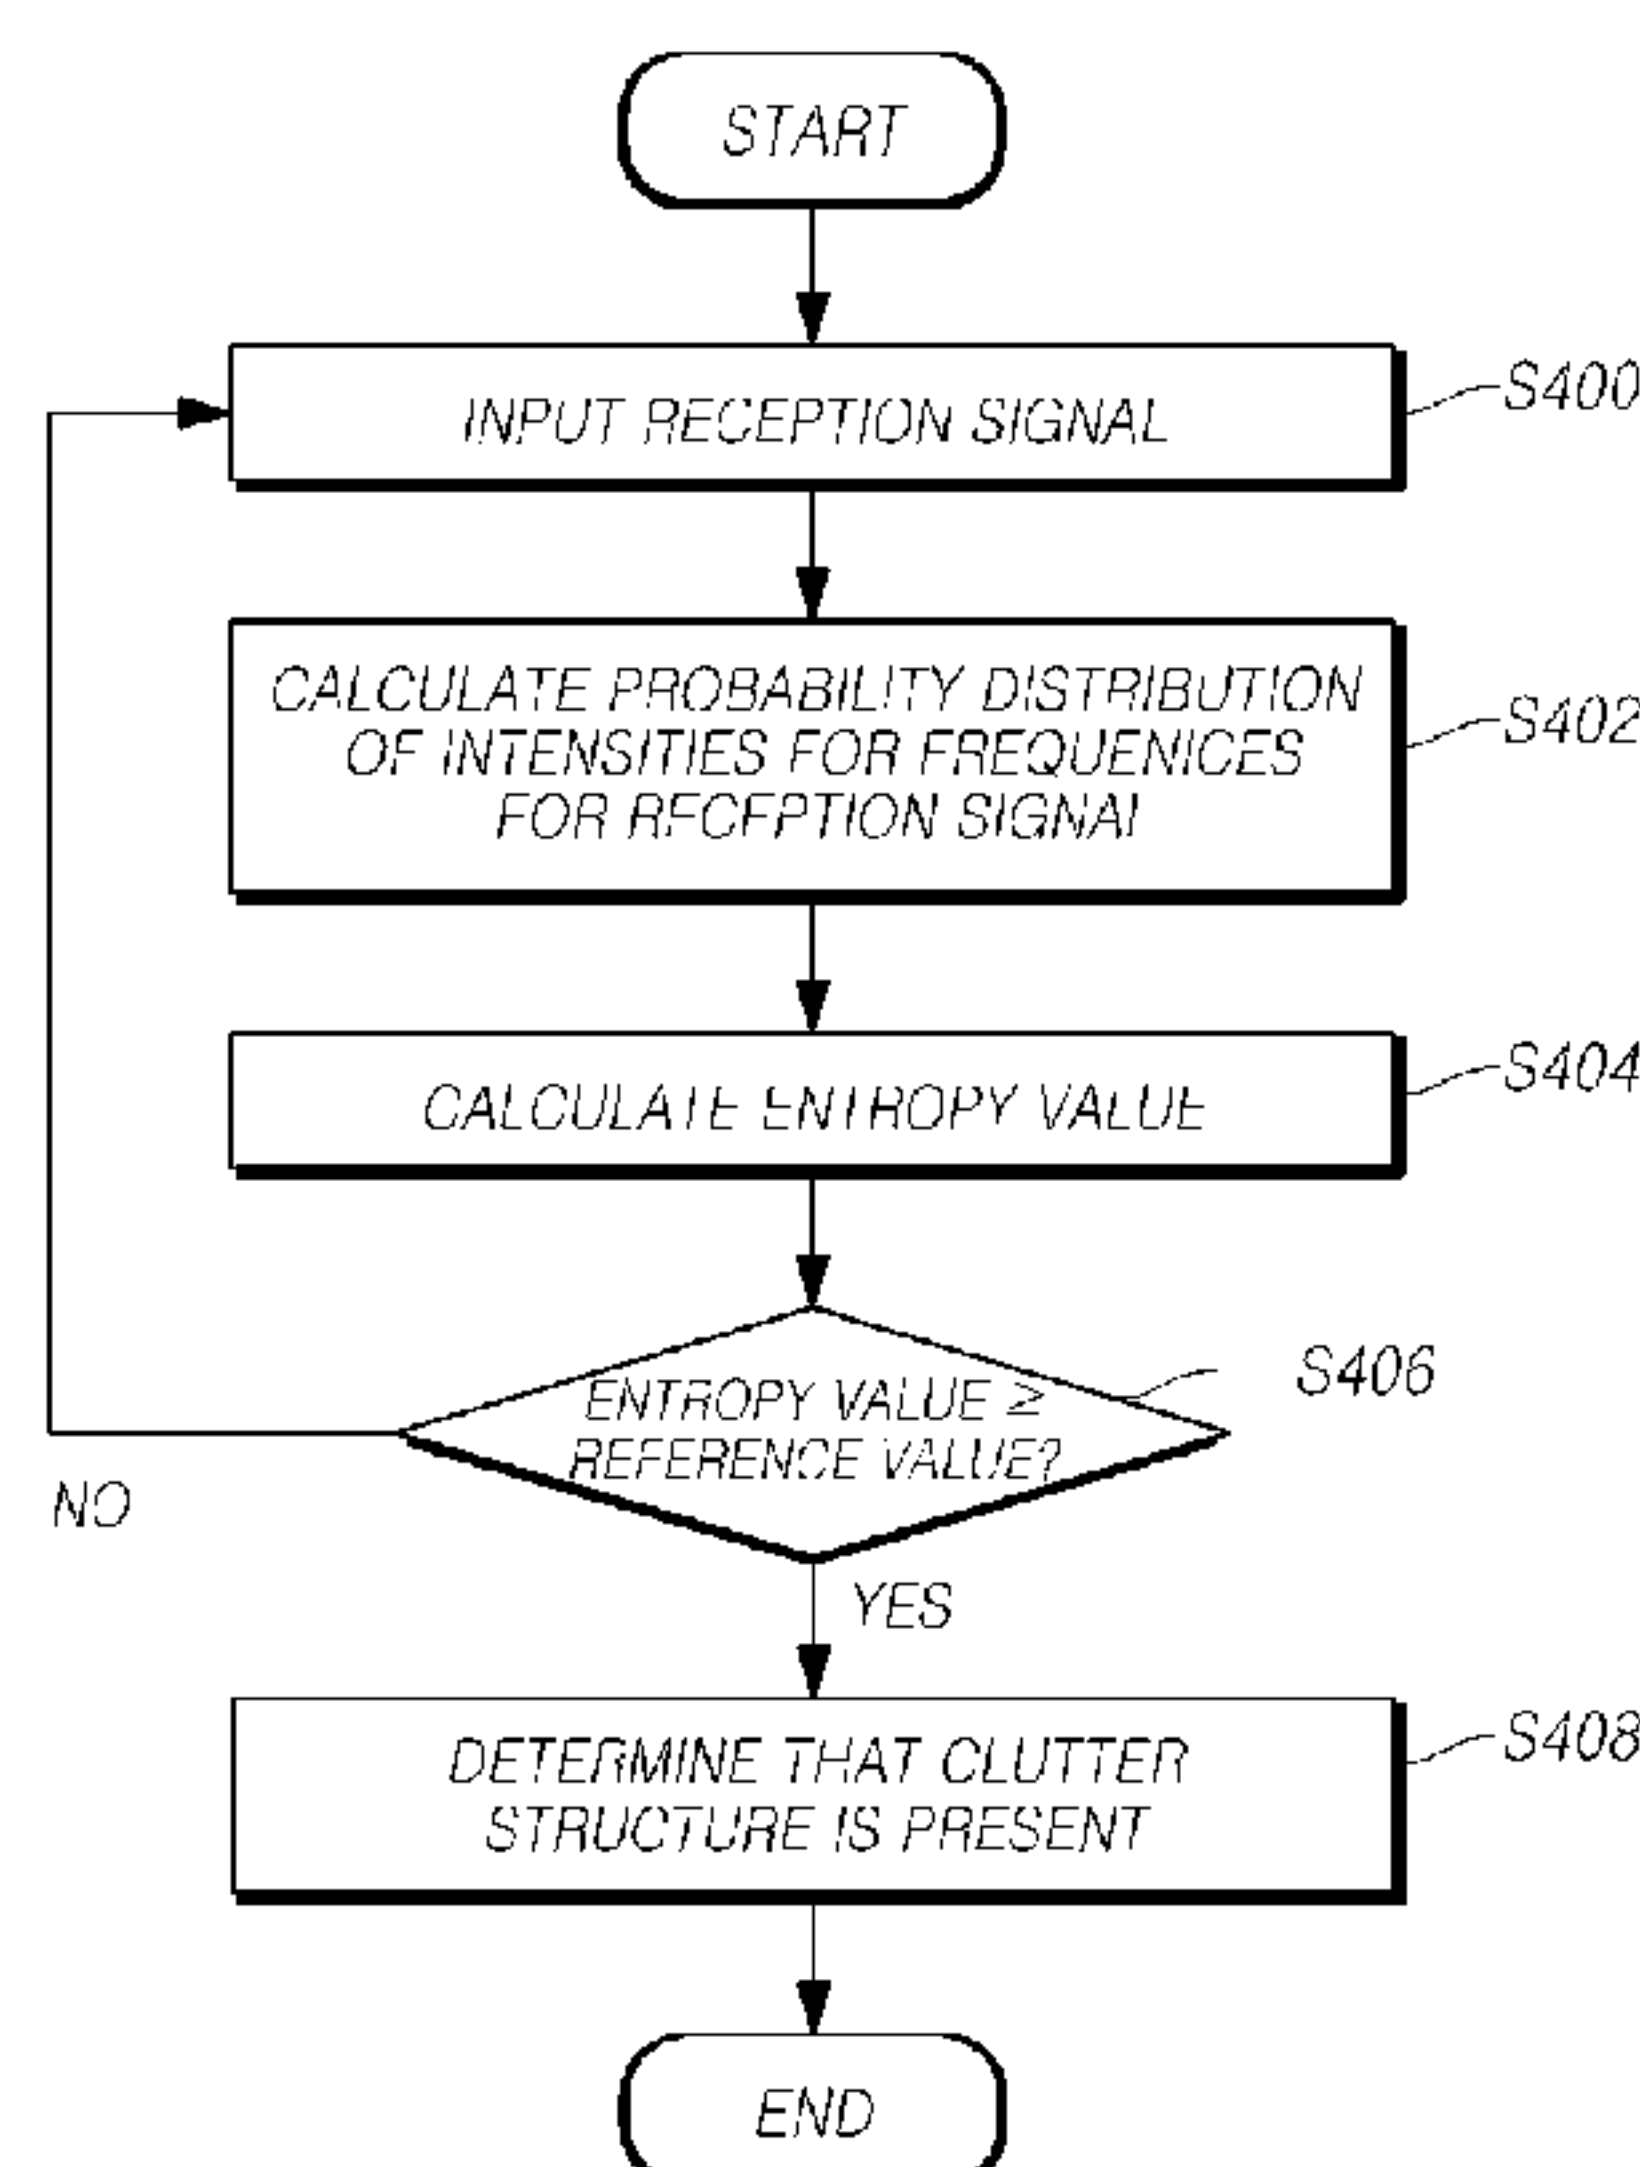 START
INPUT RECEPTION SIGNAL
S400
CALCULATE PROBABILITY DISTRIBUTION
OF INTENSITIES FOR FREQUENICES
FOR RECEPTION SIGNAL
S402
CALCULATE ENTROPY VALUE
S404
ENTROPY VALUE ≥
REFERENCE VALUE?
S406
NO
YES
DETERMINE THAT CLUTTER
STRUCTURE IS PRESENT
S408
END